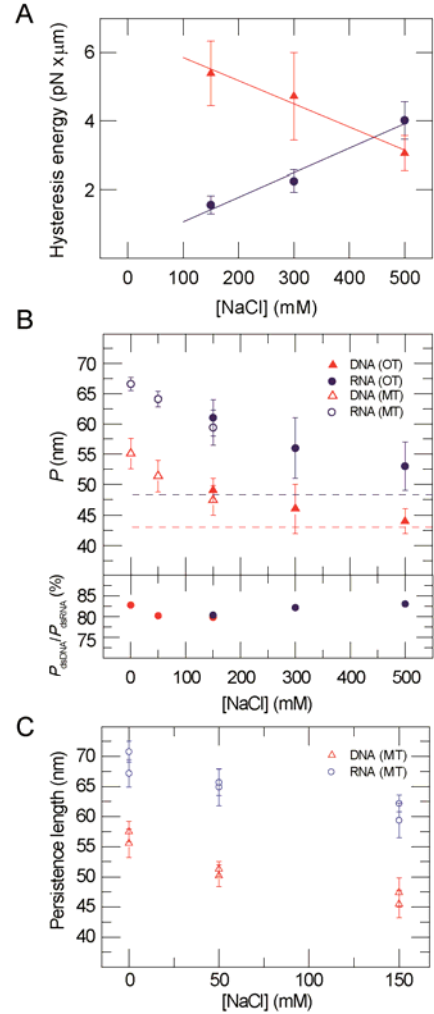 A
Hysteresis energy (pN x μm)
6
4
2
0 100 200 300 400 500
[NaCl] (mM)
B
P (nm)
70
65
60
55
50
45
40
DNA (OT)
RNA (OT)
DNA (MT)
RNA (MT)
PdsDNA/PdsRNA (%)
85
80
75
0 100 200 300 400 500
[NaCl] (mM)
C
Persistence length (nm)
70
65
60
55
50
45
40
DNA (MT)
RNA (MT)
0 50 100 150
[NaCl] (mM)